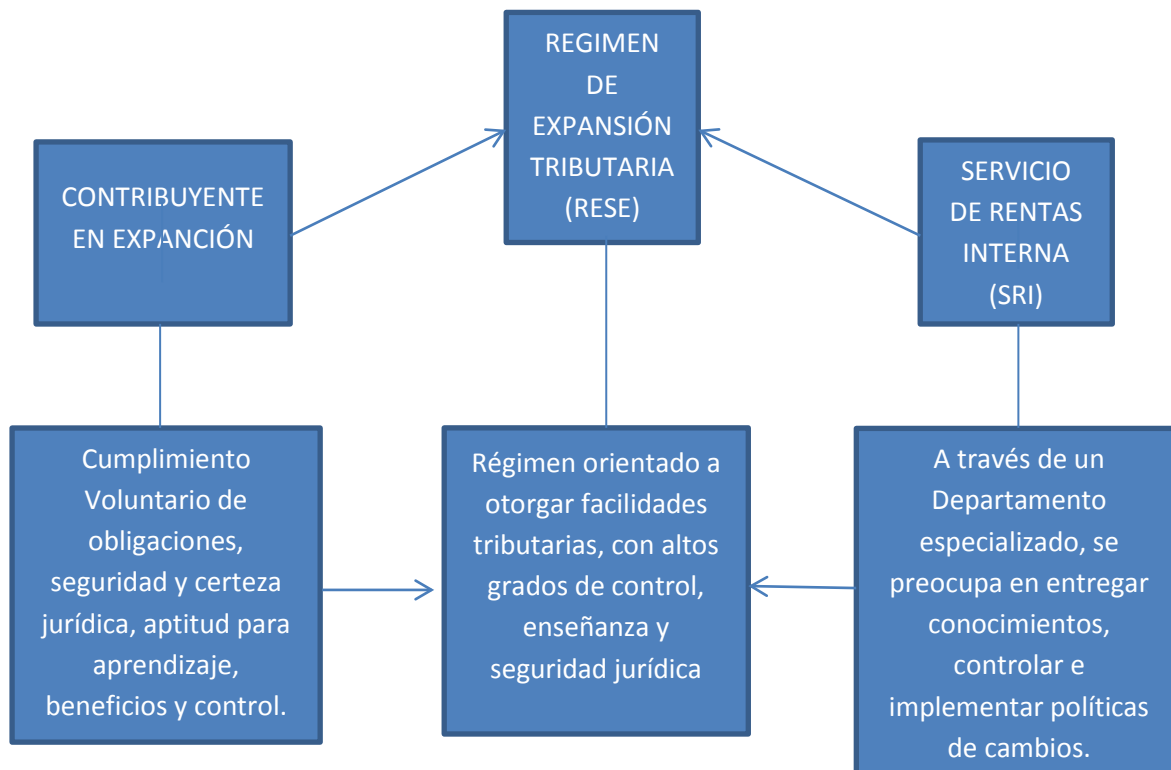 REGIMEN
DE
EXPANSIÓN
TRIBUTARIA
(RESE)
CONTRIBUYENTE
EN EXPANCIÓN
SERVICIO
DE RENTAS
INTERNA
(SRI)
Cumplimiento
Voluntario de
obligaciones,
seguridad y certeza
jurídica, aptitud para
aprendizaje,
beneficios y control.
Régimen orientado a
otorgar facilidades
tributarias, con altos
grados de control,
enseñanza y
seguridad jurídica
A través de un
Departamento
especializado, se
preocupa en entregar
conocimientos,
controlar e
implementar políticas
de cambios.